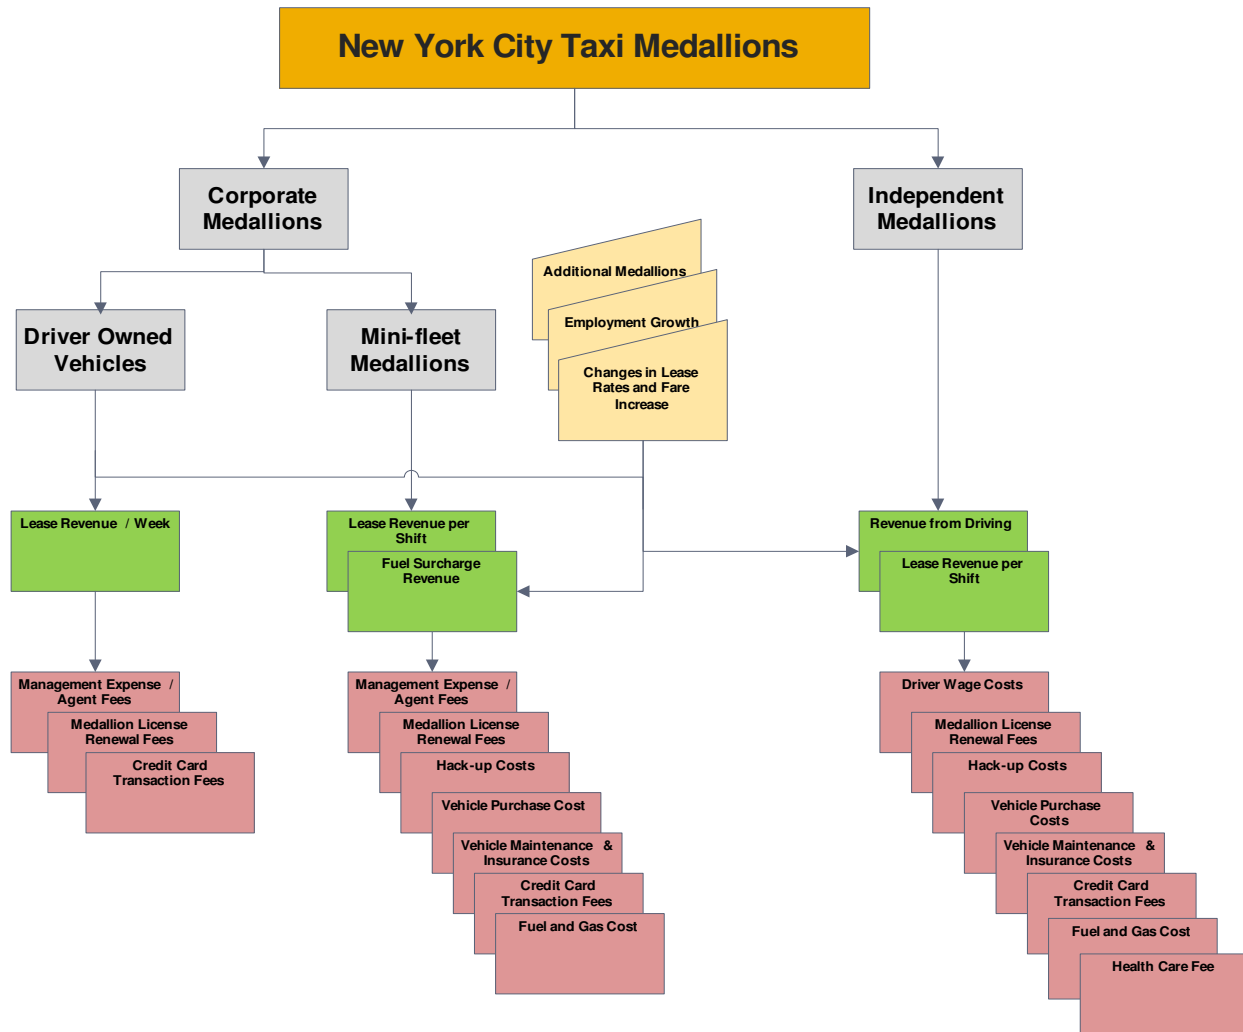 New York City Taxi Medallions
Corporate
Medallions
Independent
Medallions
Additional Medallions
Employment Growth
Changes in Lease
Rates and Fare
Increase
Driver Owned
Vehicles
Mini-fleet
Medallions
Lease Revenue / Week
Lease Revenue per
Shift
Fuel Surcharge
Revenue
Revenue from Driving
Lease Revenue per
Shift
Management Expense /
Agent Fees
Medallion License
Renewal Fees
Credit Card
Transaction Fees
Management Expense /
Agent Fees
Medallion License
Renewal Fees
Hack-up Costs
Vehicle Purchase Cost
Vehicle Maintenance &
Insurance Costs
Credit Card
Transaction Fees
Fuel and Gas Cost
Driver Wage Costs
Medallion License
Renewal Fees
Hack-up Costs
Vehicle Purchase
Costs
Vehicle Maintenance &
Insurance Costs
Credit Card
Transaction Fees
Fuel and Gas Cost
Health Care Fee